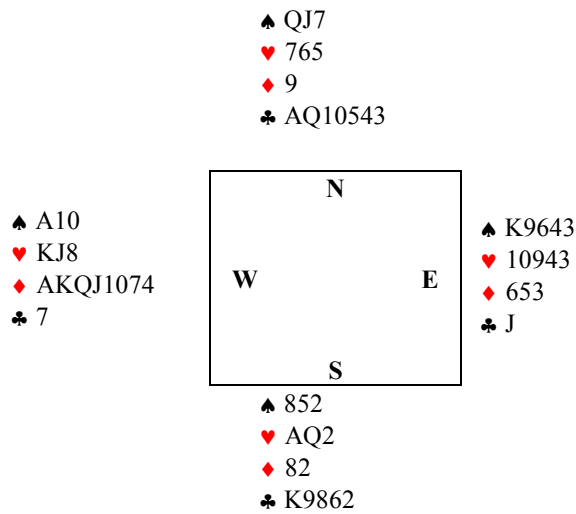 ♠ QJ7
♥ 765
♦ 9
♣ AQ10543
N
♠ A10
♥ KJ8
♦ AKQJ1074
♣ 7
W
E
♠ K9643
♥ 10943
♦ 653
♣ J
S
♠ 852
♥ AQ2
♦ 82
♣ K9862